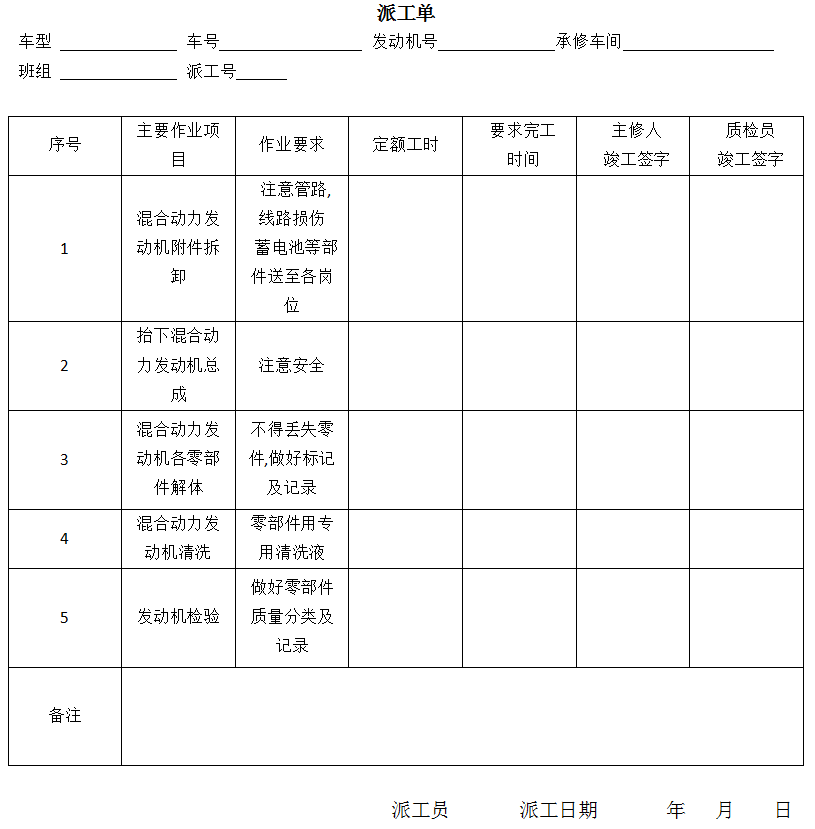 派工单
车型 ______________ 车号_________________ 发动机号______________承修车间__________________
班组 ______________ 派工号______
序号
主要作业项
目
作业要求
定额工时
要求完工
时间
主修人
竣工签字
质检员
竣工签字
1
混合动力发
动机附件拆
卸
注意管路,
线路损伤
蓄电池等部
件送至各岗
位
2
抬下混合动
力发动机总
成
注意安全
3
混合动力发
动机各零部
件解体
不得丢失零
件,做好标记
及记录
4
混合动力发
动机清洗
零部件用专
用清洗液
5
发动机检验
做好零部件
质量分类及
记录
备注
派工员 派工日期 年 月 日